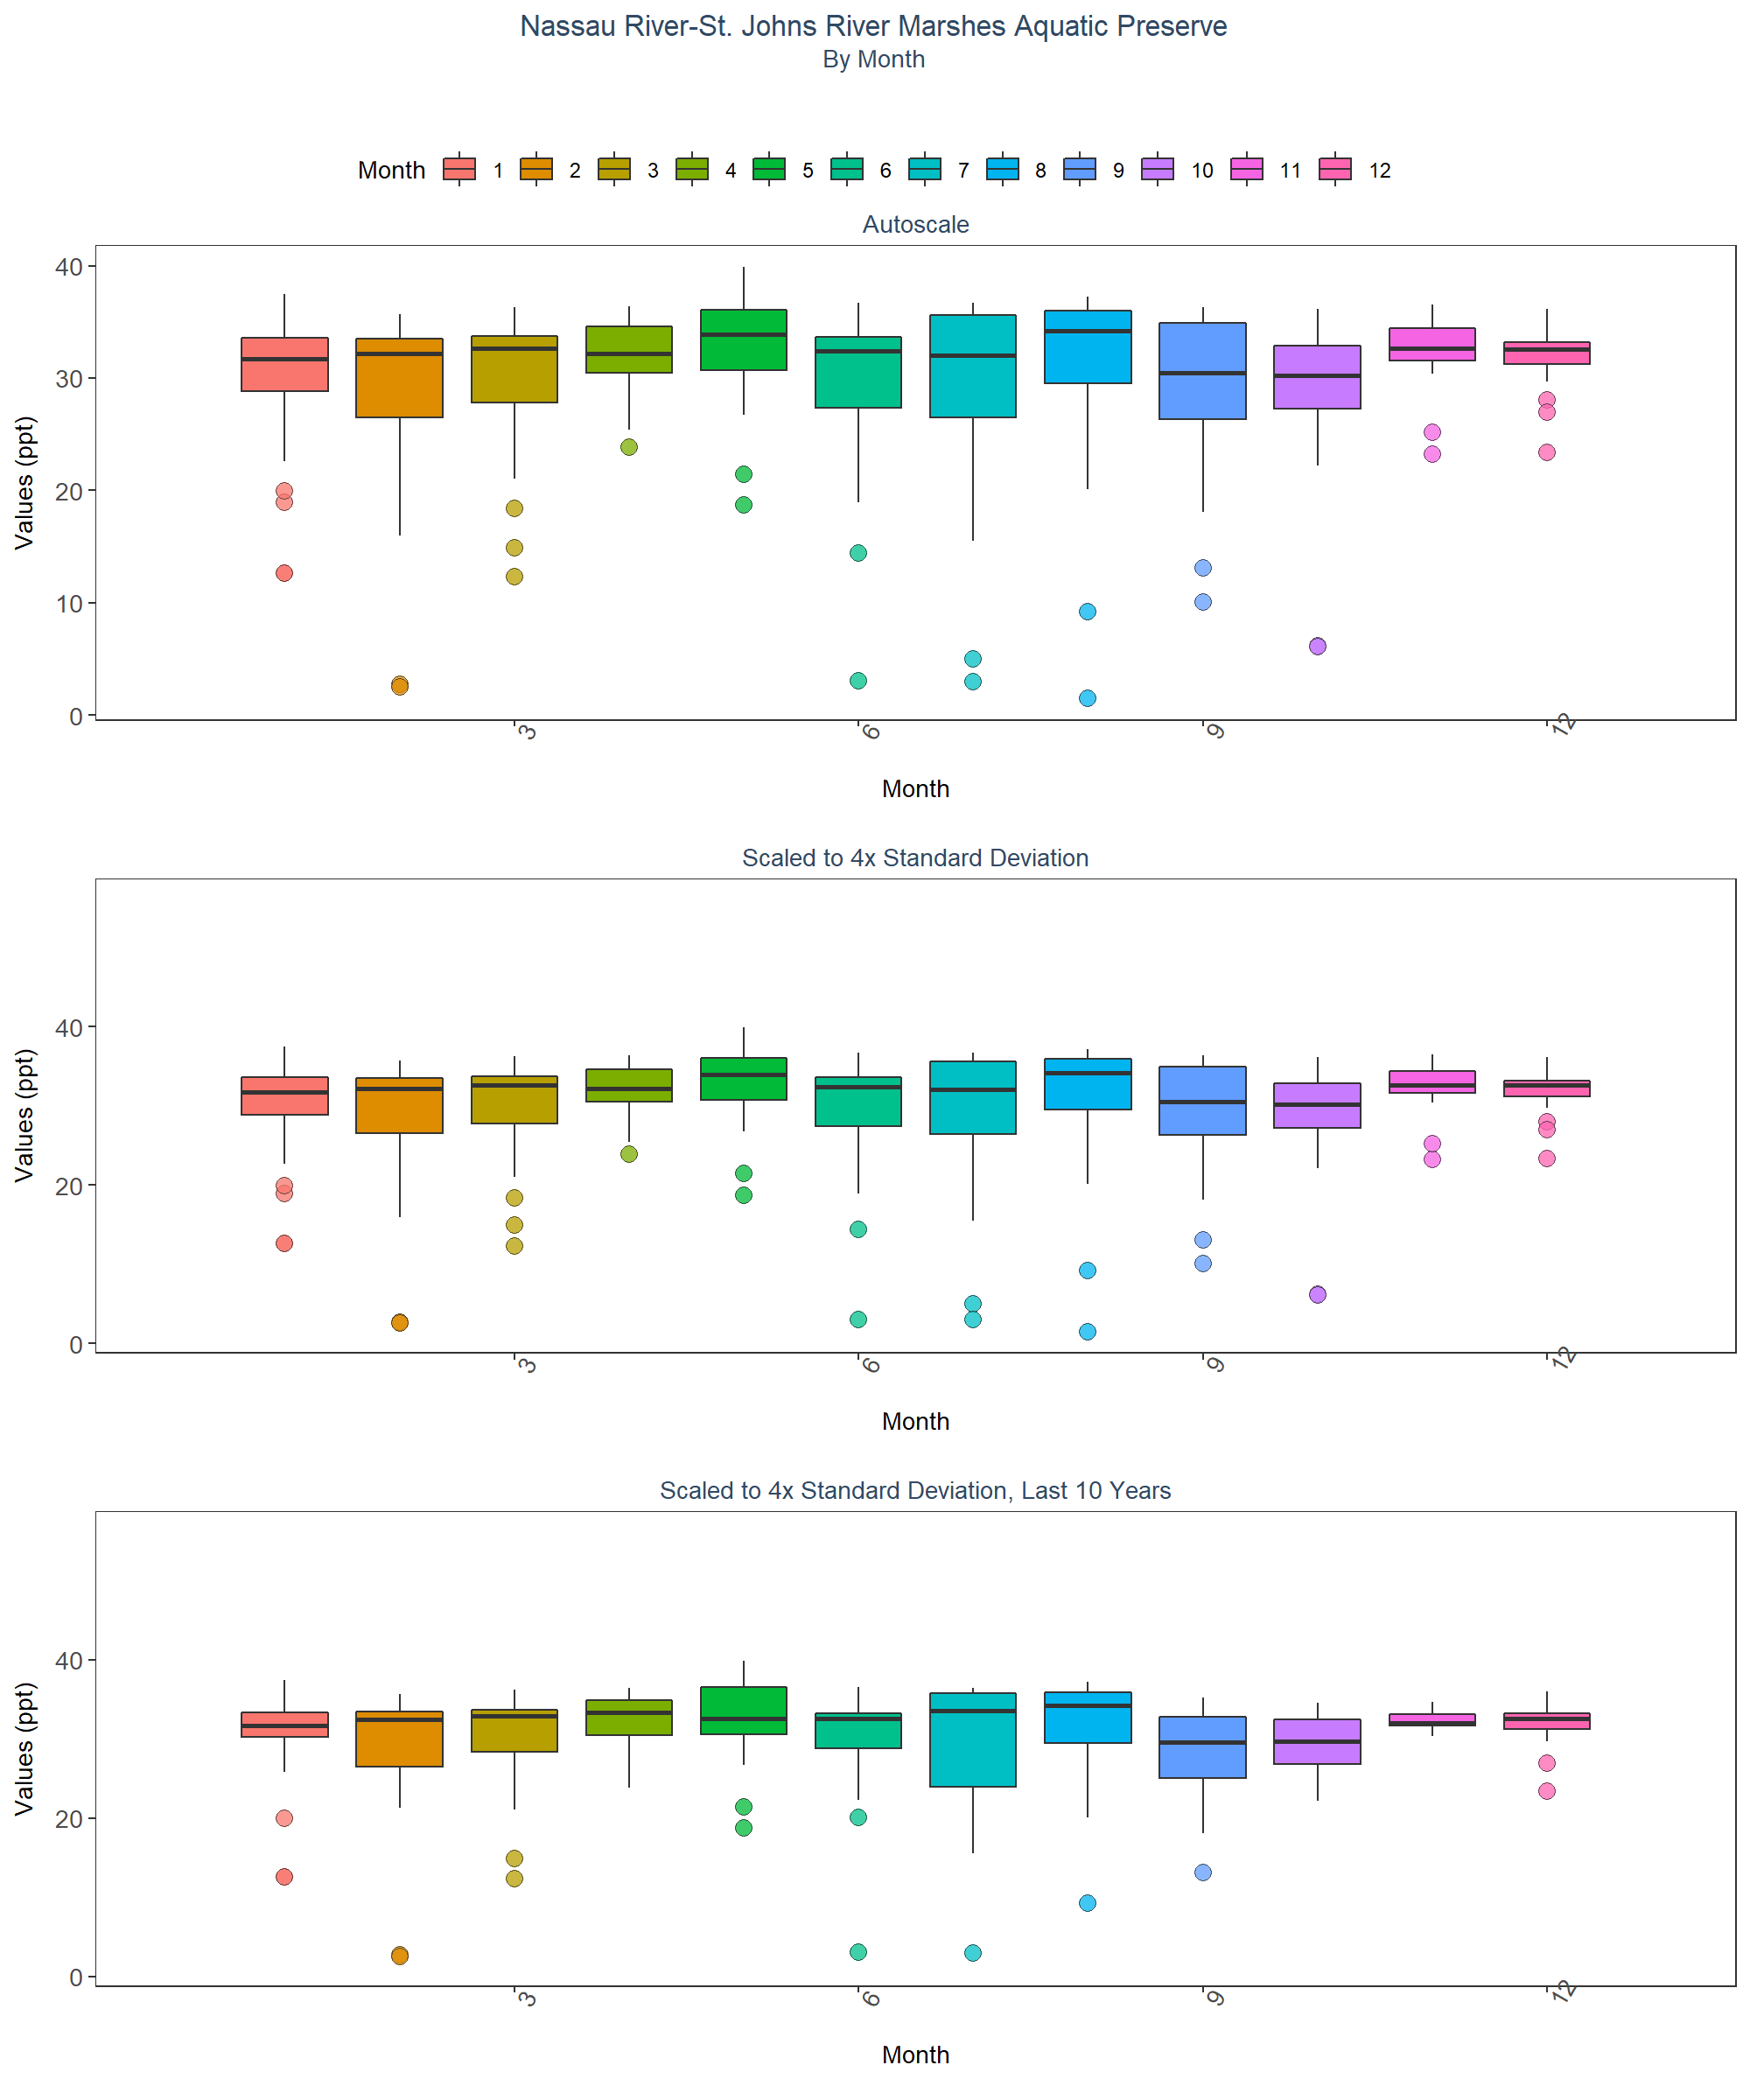 Nassau River-St. Johns River Marshes Aquatic Preserve
By Month
Month 1 2 3 4 5 6 7 8 9 10 11 12
Autoscale
Values (ppt)
40
30
20
10
0
3 6 9 12
Month
Scaled to 4x Standard Deviation
Values (ppt)
40
20
0
3 6 9 12
Month
Scaled to 4x Standard Deviation, Last 10 Years
Values (ppt)
40
20
0
3 6 9 12
Month